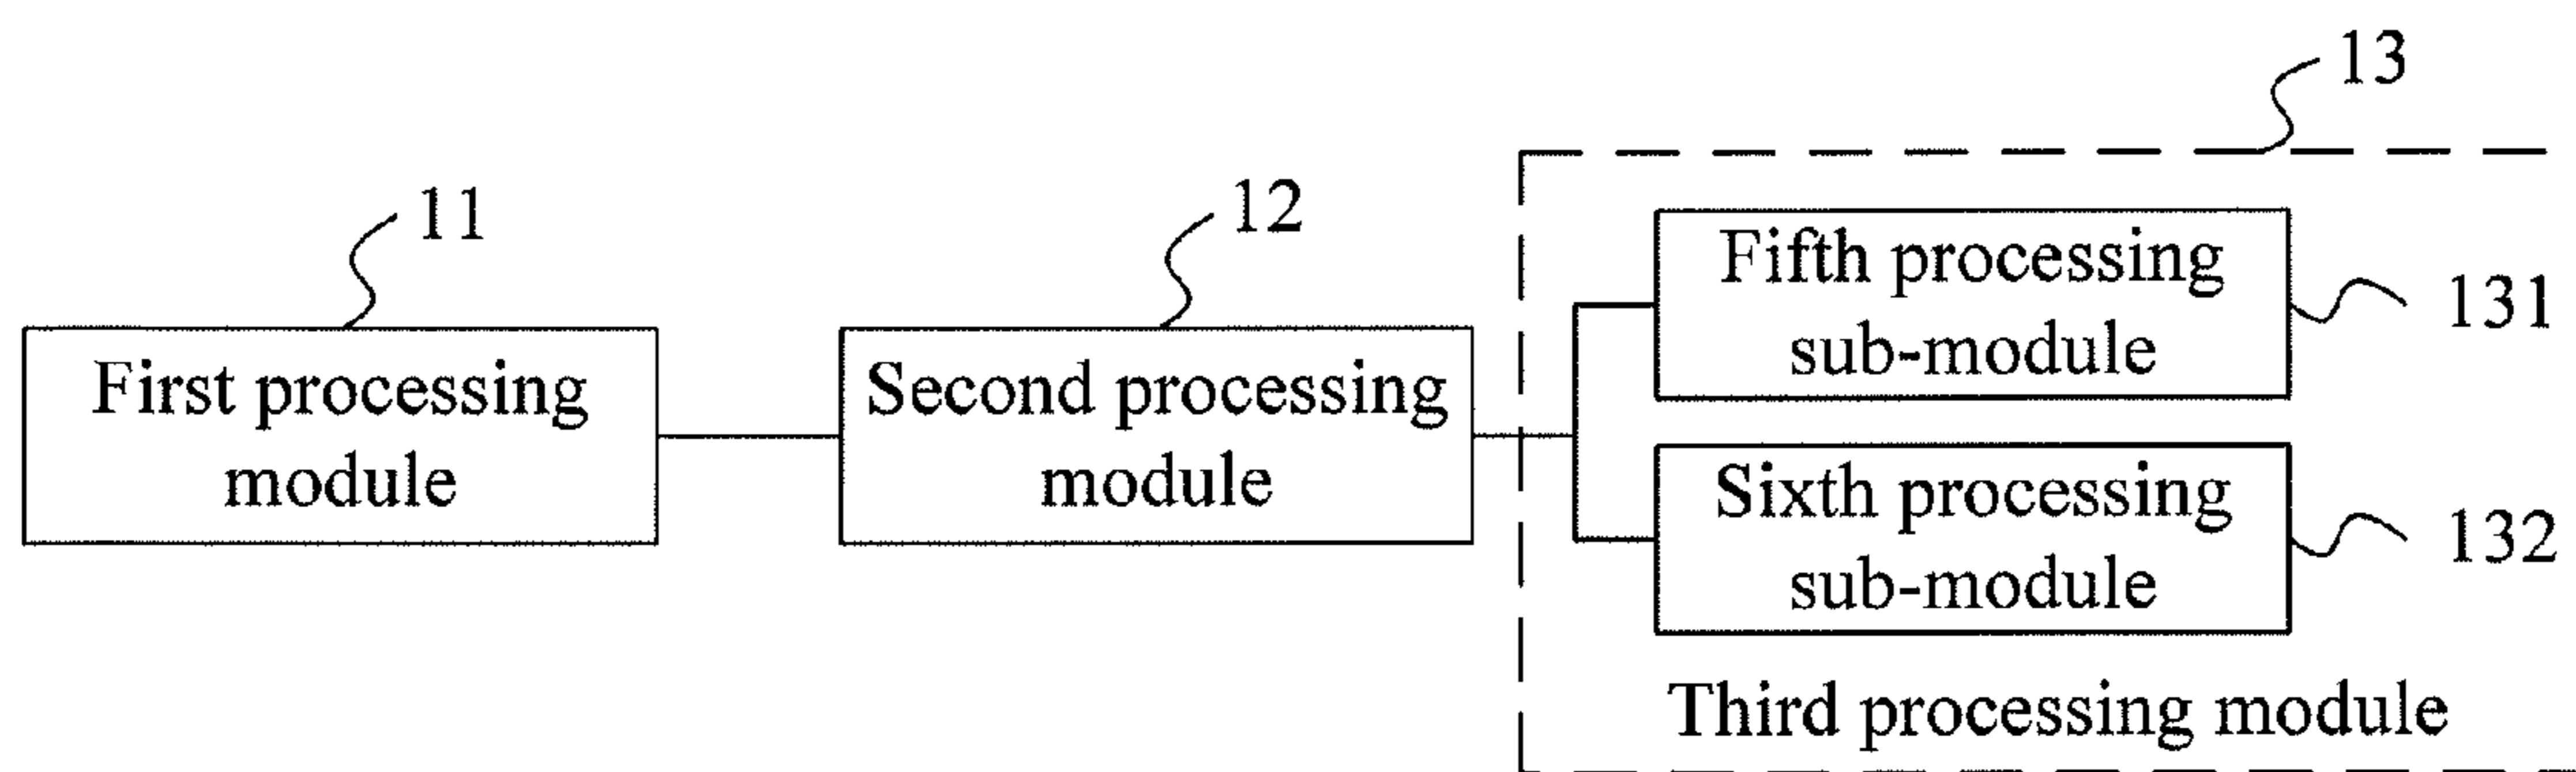 13
11
12
Fifth processing
sub-module
131
First processing
module
Second processing
module
Sixth processing
sub-module
132
Third processing module